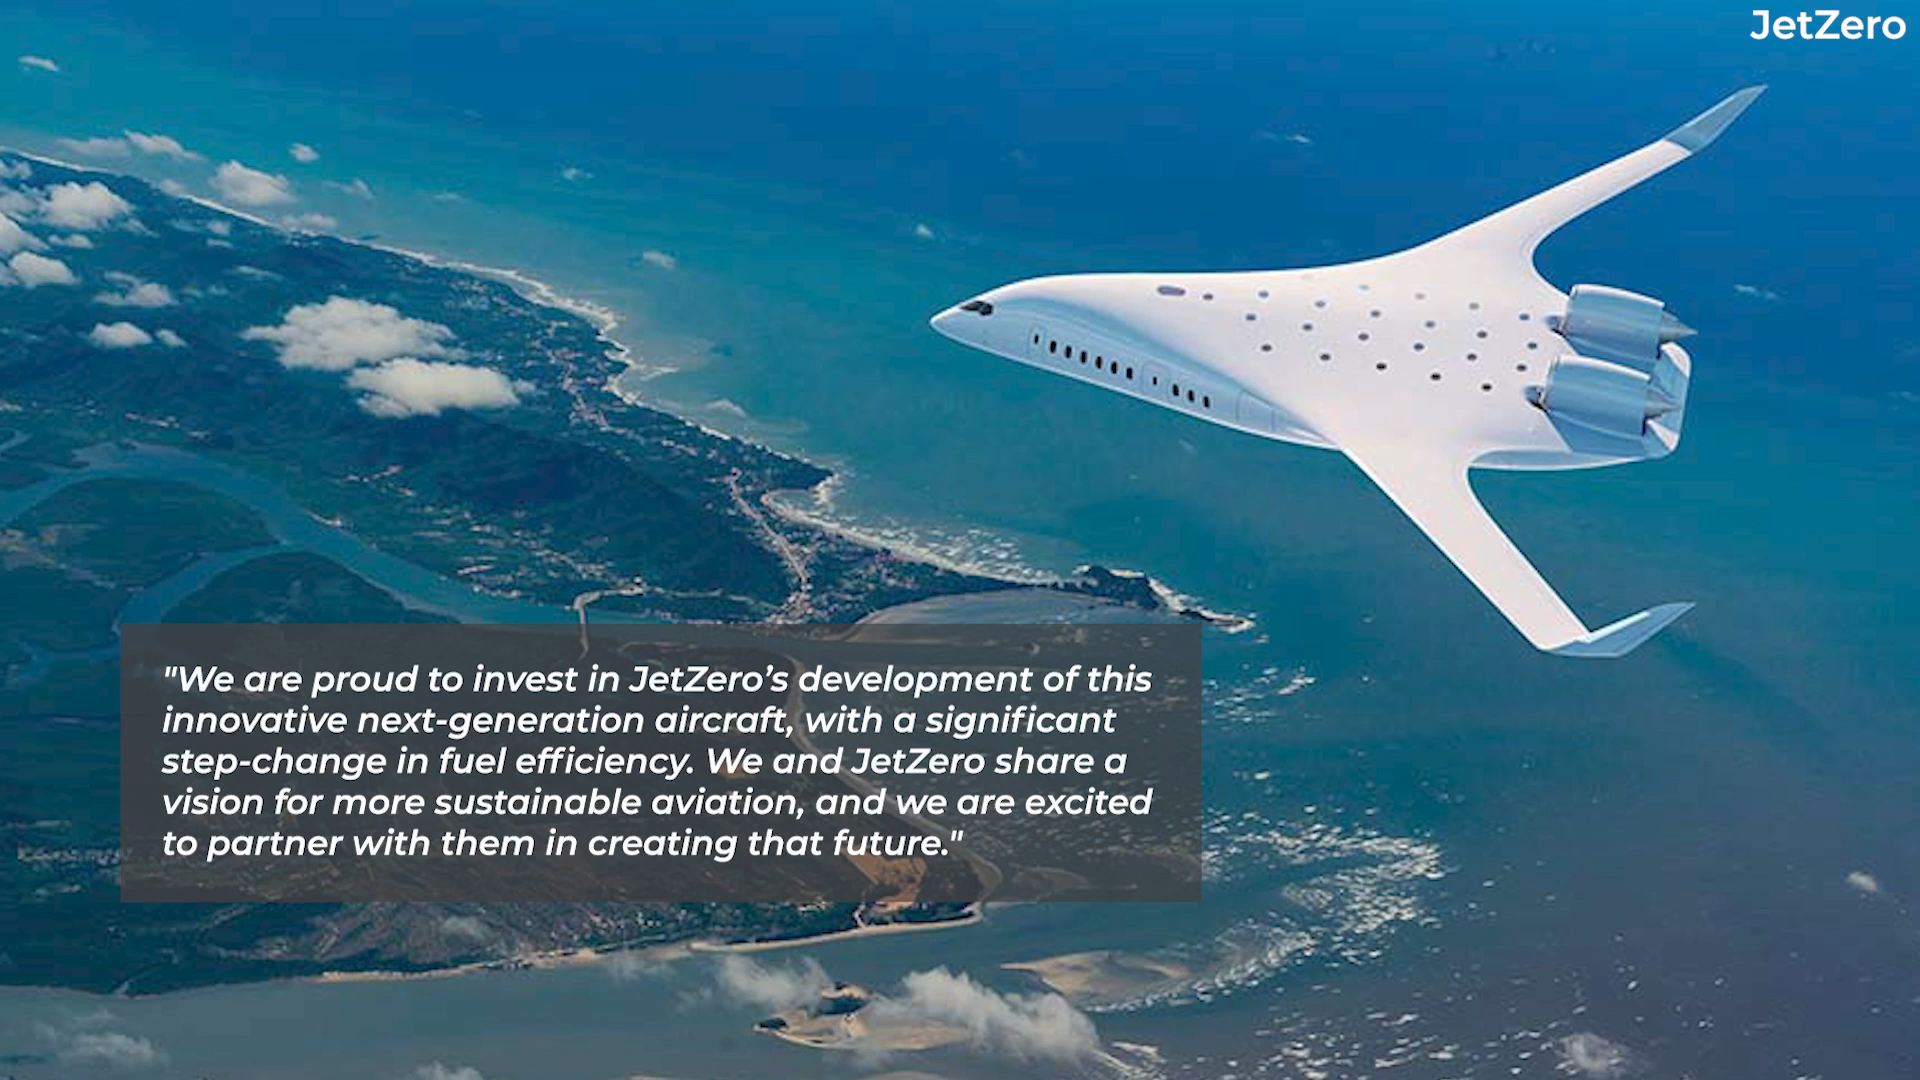 JetZero
"We are proud to invest in JetZero’s development of this
innovative next-generation aircraft, with a significant
step-change in fuel efficiency. We and JetZero share a
vision for more sustainable aviation, and we are excited
to partner with them in creating that future."